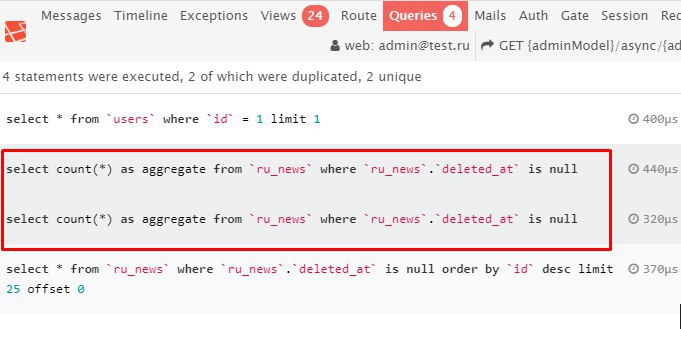 Messages Timeline Exceptions Views 24 Route Queries 4 Mails Auth Gate Session
web: admin@test.ru GET {adminModel}/async/{ad
4 statements were executed, 2 of which were duplicated, 2 unique
select * from `users` where `id` = 1 limit 1 400μs
select count(*) as aggregate from `ru_news` where `ru_news`.`deleted_at` is null 440μs
select count(*) as aggregate from `ru_news` where `ru_news`.`deleted_at` is null 320μs
select * from `ru_news` where `ru_news`.`deleted_at` is null order by `id` desc limit 370μs
25 offset 0